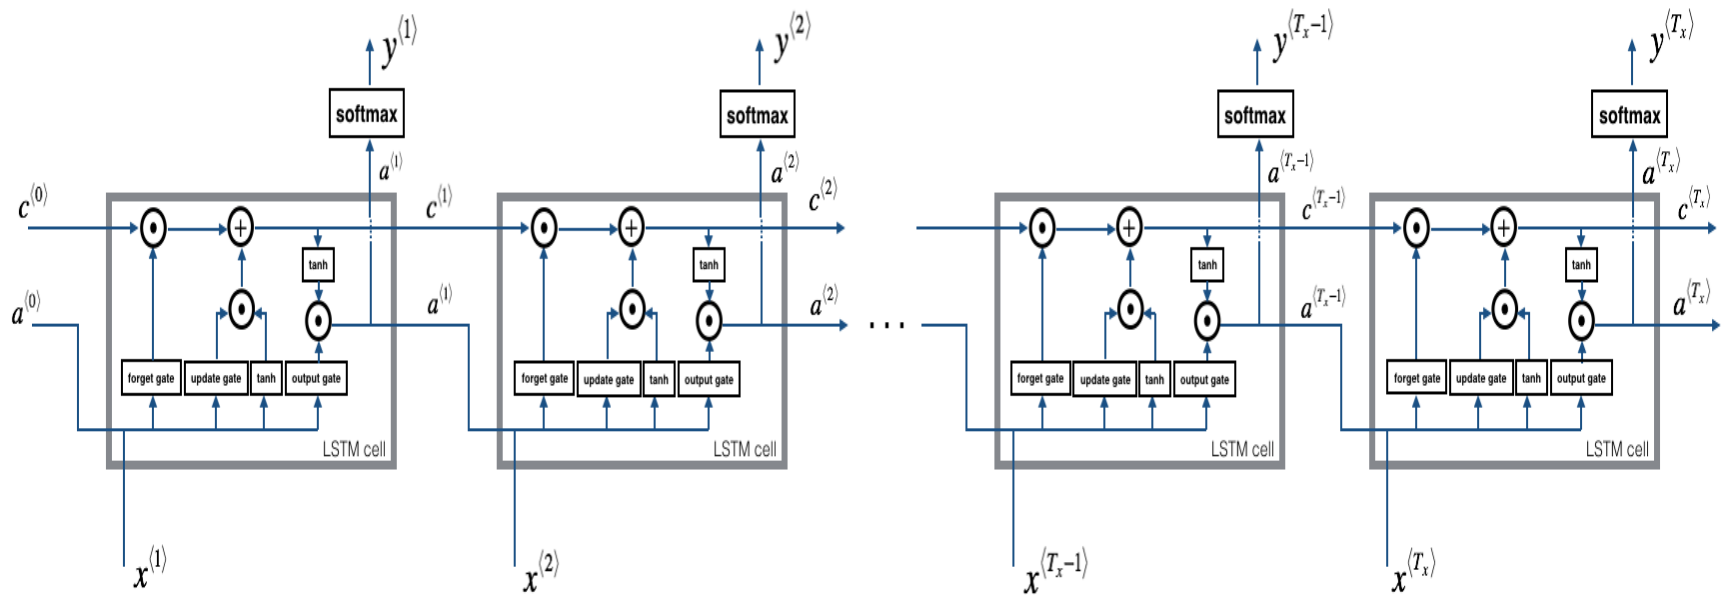 y⟨1⟩ y⟨2⟩ y⟨Tₓ−1⟩ y⟨Tₓ⟩
softmax softmax softmax softmax
a⟨1⟩ a⟨2⟩ a⟨Tₓ−1⟩ a⟨Tₓ⟩
c⟨0⟩ c⟨1⟩ c⟨2⟩ c⟨Tₓ−1⟩ c⟨Tₓ⟩
+ + + +
tanh tanh tanh tanh
a⟨0⟩ a⟨1⟩ a⟨2⟩ ... a⟨Tₓ−1⟩ a⟨Tₓ⟩
forget gate update gate tanh output gate forget gate update gate tanh output gate forget gate update gate tanh output gate forget gate update gate tanh output gate
LSTM cell LSTM cell LSTM cell LSTM cell
x⟨1⟩ x⟨2⟩ x⟨Tₓ−1⟩ x⟨Tₓ⟩